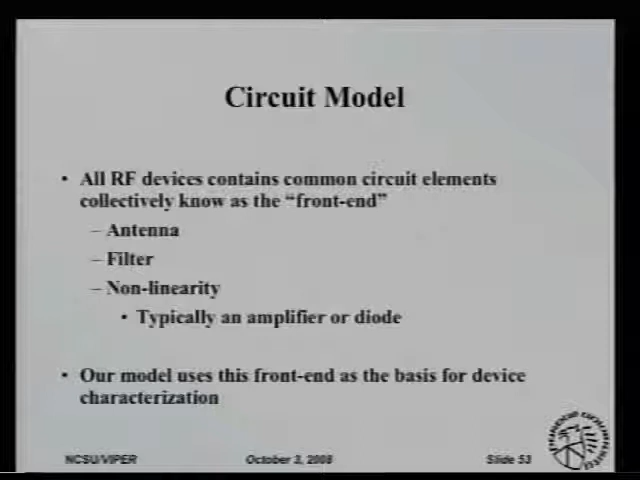 Circuit Model
• All RF devices contains common circuit elements
collectively know as the “front-end”
– Antenna
– Filter
– Non-linearity
• Typically an amplifier or diode
• Our model uses this front-end as the basis for device
characterization
NCSU/VIPER October 3, 2008 Slide 53